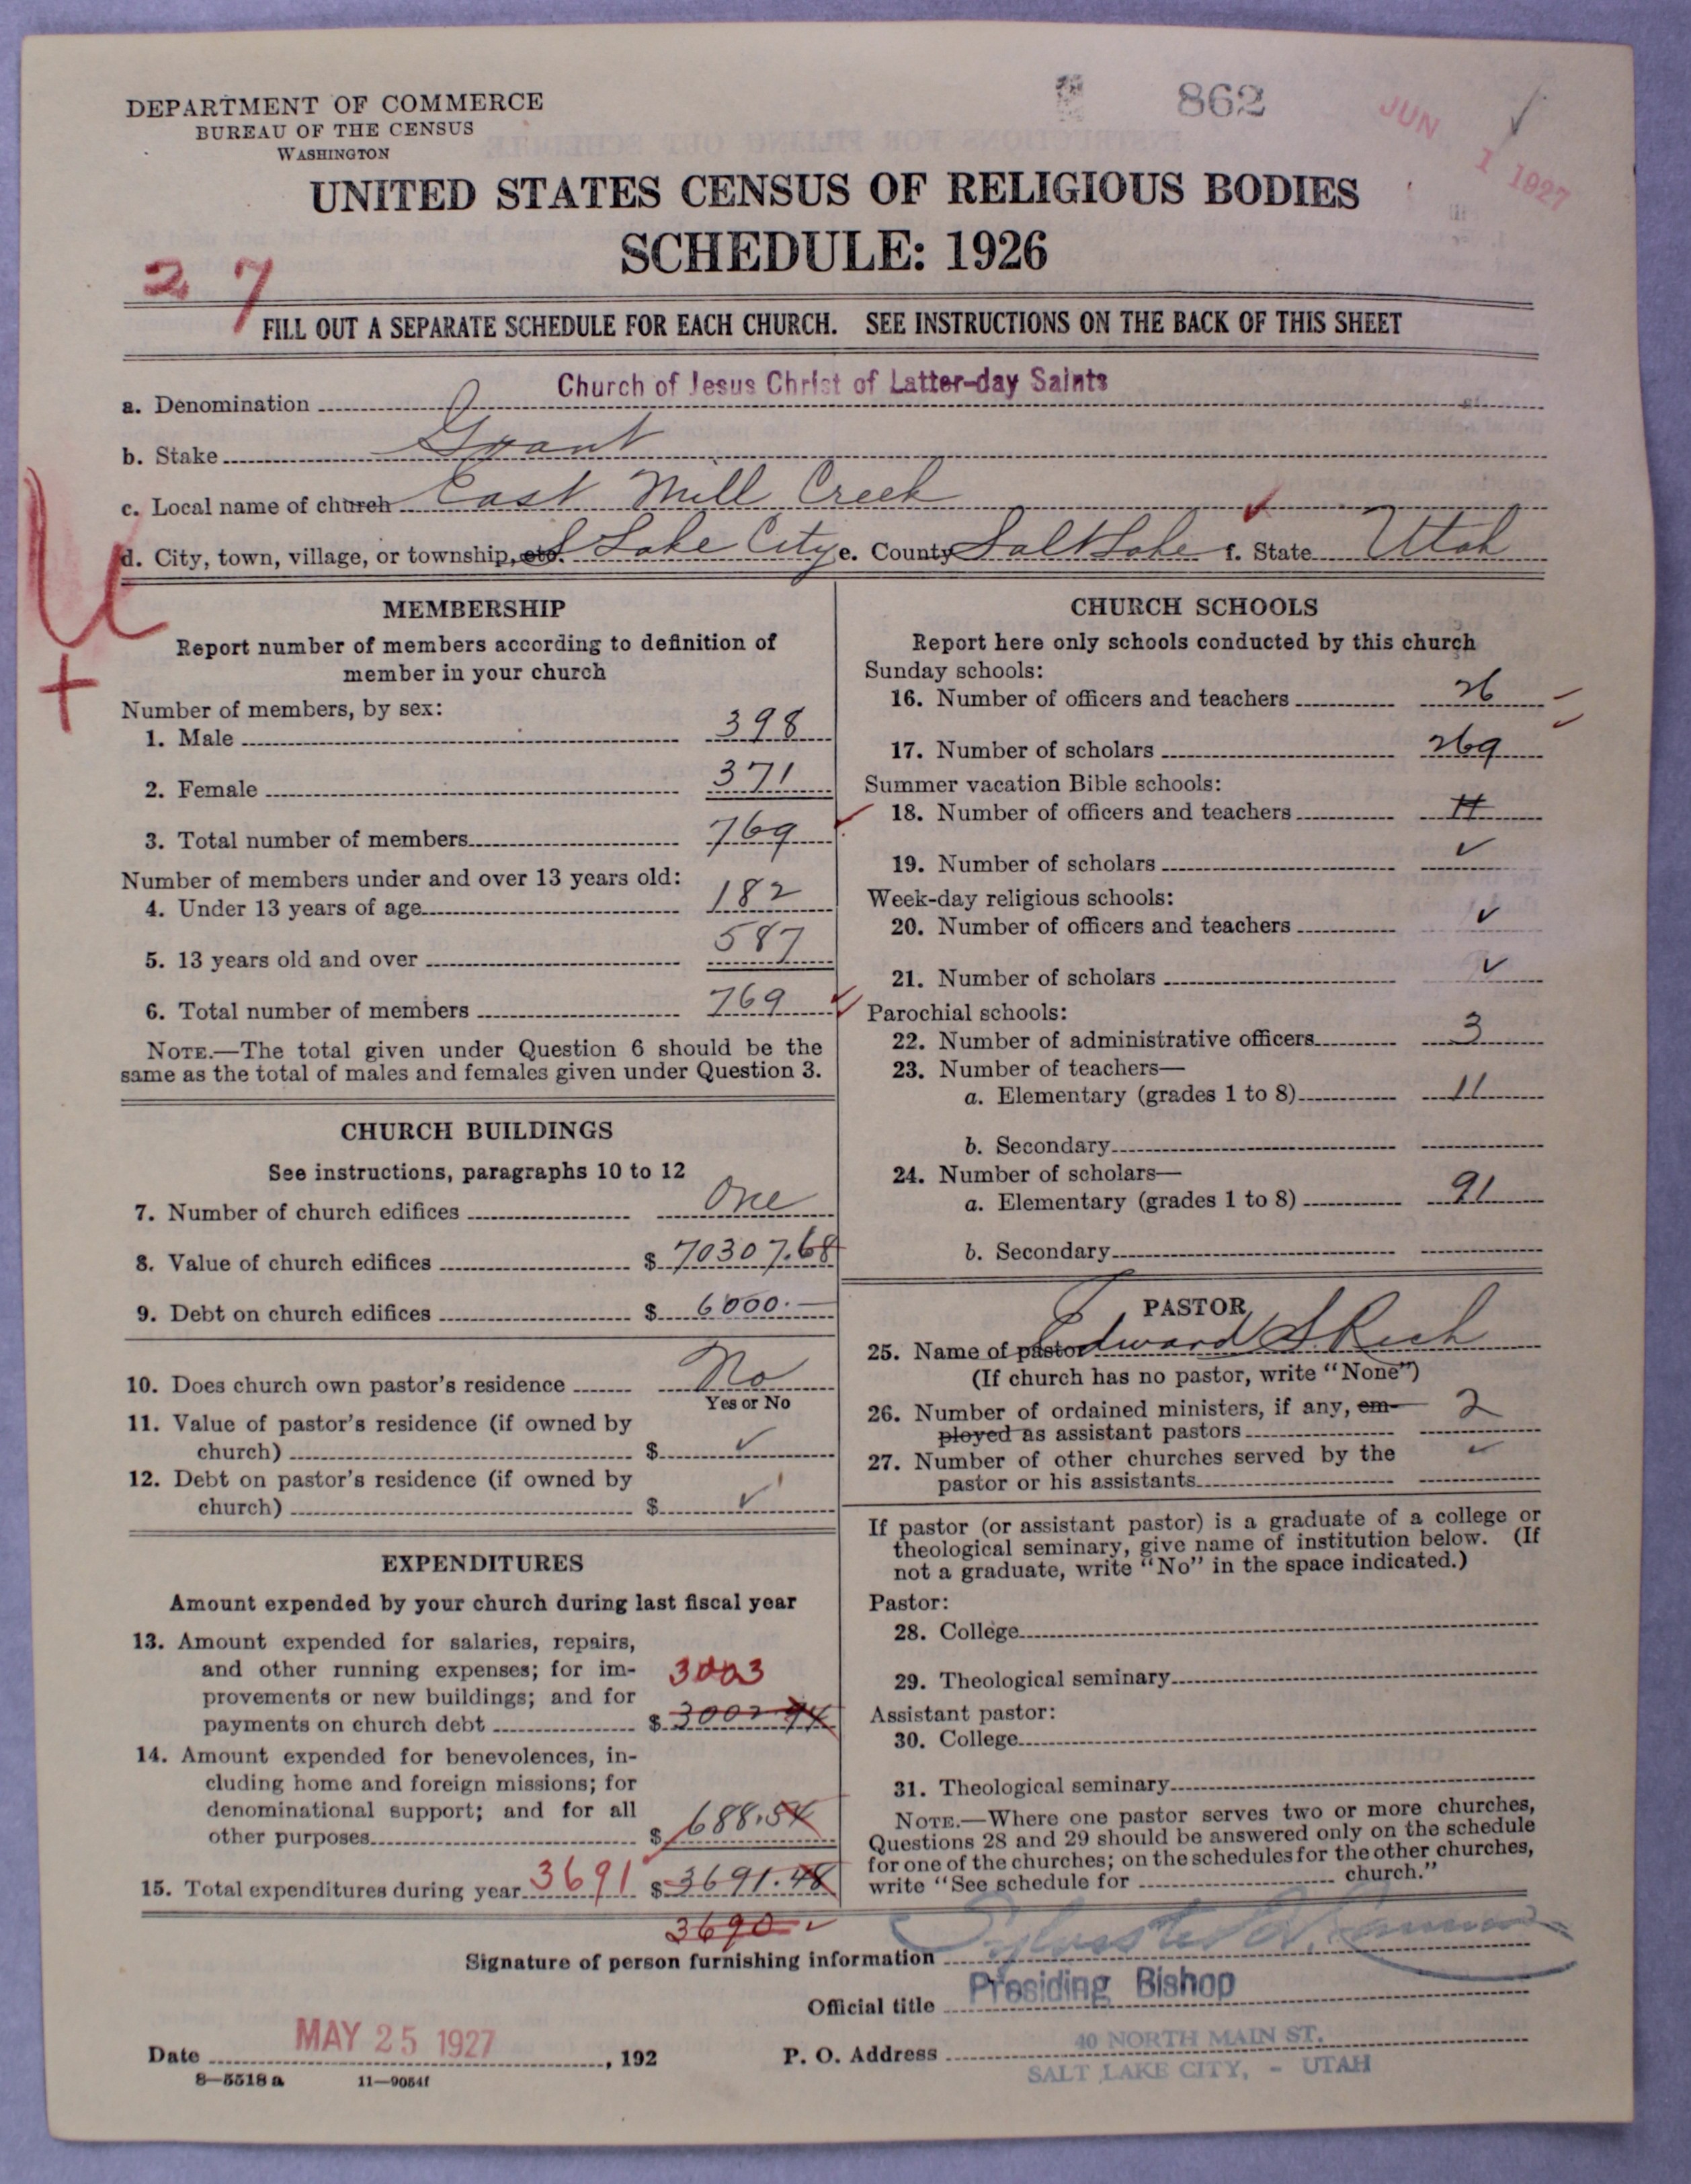 DEPARTMENT OF COMMERCE
BUREAU OF THE CENSUS
WASHINGTON
862
JUN 1 1927
UNITED STATES CENSUS OF RELIGIOUS BODIES
SCHEDULE: 1926
27
FILL OUT A SEPARATE SCHEDULE FOR EACH CHURCH. SEE INSTRUCTIONS ON THE BACK OF THIS SHEET
a. Denomination Church of Jesus Christ of Latter-day Saints
b. Stake Grant
c. Local name of church East Mill Creek
d. City, town, village, or township, etc. S Lake City e. County Salt Lake f. State Utah
U
+
MEMBERSHIP
Report number of members according to definition of
member in your church
Number of members, by sex:
1. Male 398
2. Female 371
3. Total number of members 769
Number of members under and over 13 years old:
4. Under 13 years of age 182
5. 13 years old and over 587
6. Total number of members 769
NOTE.—The total given under Question 6 should be the
same as the total of males and females given under Question 3.
CHURCH BUILDINGS
See instructions, paragraphs 10 to 12
7. Number of church edifices One
8. Value of church edifices $ 70307.68
9. Debt on church edifices $ 6000.—
10. Does church own pastor's residence No
Yes or No
11. Value of pastor's residence (if owned by
church) $ ✓
12. Debt on pastor's residence (if owned by
church) $ ✓
EXPENDITURES
Amount expended by your church during last fiscal year
13. Amount expended for salaries, repairs,
and other running expenses; for im- 3003
provements or new buildings; and for
payments on church debt $ 3002.94
14. Amount expended for benevolences, in-
cluding home and foreign missions; for
denominational support; and for all
other purposes $ 688.54
15. Total expenditures during year 3691 $ 3691.48
3690 ✓
CHURCH SCHOOLS
Report here only schools conducted by this church
Sunday schools:
16. Number of officers and teachers 26
17. Number of scholars 269
Summer vacation Bible schools:
18. Number of officers and teachers
19. Number of scholars ✓
Week-day religious schools:
20. Number of officers and teachers ✓
21. Number of scholars ✓
Parochial schools:
22. Number of administrative officers 3
23. Number of teachers—
a. Elementary (grades 1 to 8) 11
b. Secondary
24. Number of scholars—
a. Elementary (grades 1 to 8) 91
b. Secondary
PASTOR
25. Name of pastor Edward S. Rich
(If church has no pastor, write "None")
26. Number of ordained ministers, if any, em- 2
ployed as assistant pastors
27. Number of other churches served by the ✓
pastor or his assistants
If pastor (or assistant pastor) is a graduate of a college or
theological seminary, give name of institution below. (If
not a graduate, write "No" in the space indicated.)
Pastor:
28. College
29. Theological seminary
Assistant pastor:
30. College
31. Theological seminary
NOTE.—Where one pastor serves two or more churches,
Questions 28 and 29 should be answered only on the schedule
for one of the churches; on the schedules for the other churches,
write "See schedule for church."
Signature of person furnishing information Sylvester Q. Cannon
Official title Presiding Bishop
Date MAY 25 1927, 192
P. O. Address 40 NORTH MAIN ST.
SALT LAKE CITY, - UTAH
8—5518 a 11—9054f